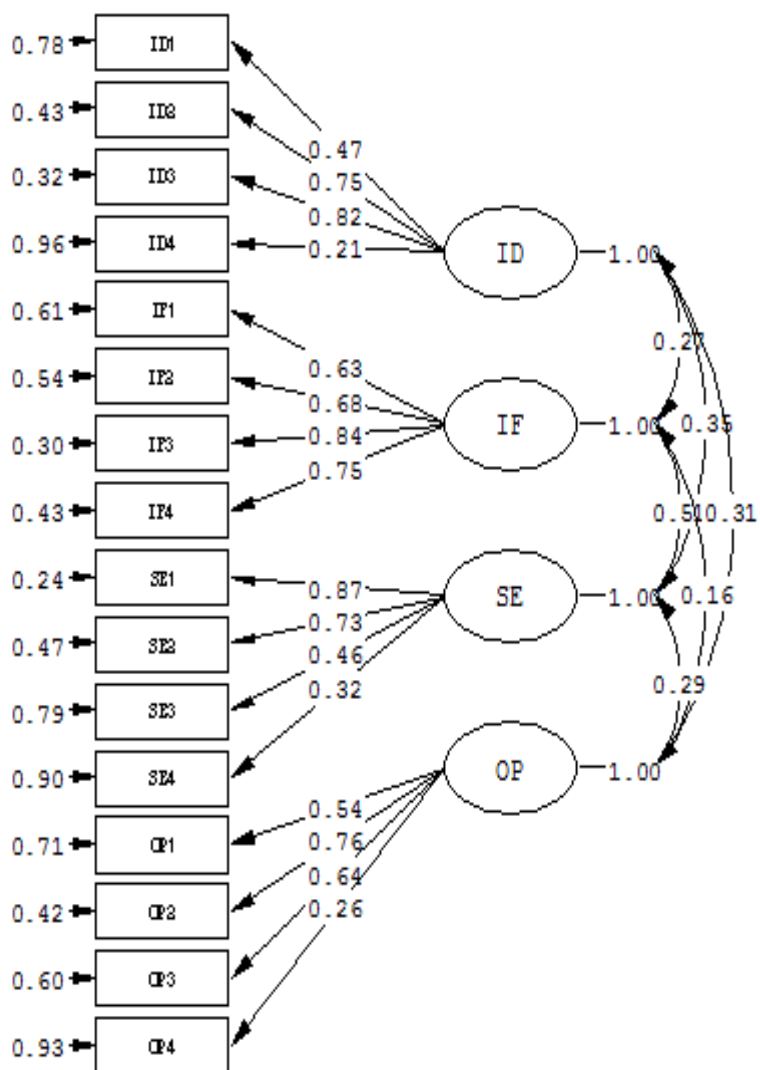 0.78 ID1
0.47
0.43 ID2
0.75
0.32 ID3
0.82
0.96 ID4
0.21
ID 1.00
0.61 IF1
0.27
0.63
0.54 IF2
0.68
IF 1.00 0.35
0.30 IF3
0.84
0.75
0.43 IF4
0.51 0.31
0.24 SE1
0.87
SE 1.00 0.16
0.73
0.47 SE2
0.46
0.32
0.29
0.79 SE3
0.90 SE4
OP 1.00
0.54
0.71 OP1
0.76
0.64
0.42 OP2
0.26
0.60 OP3
0.93 OP4